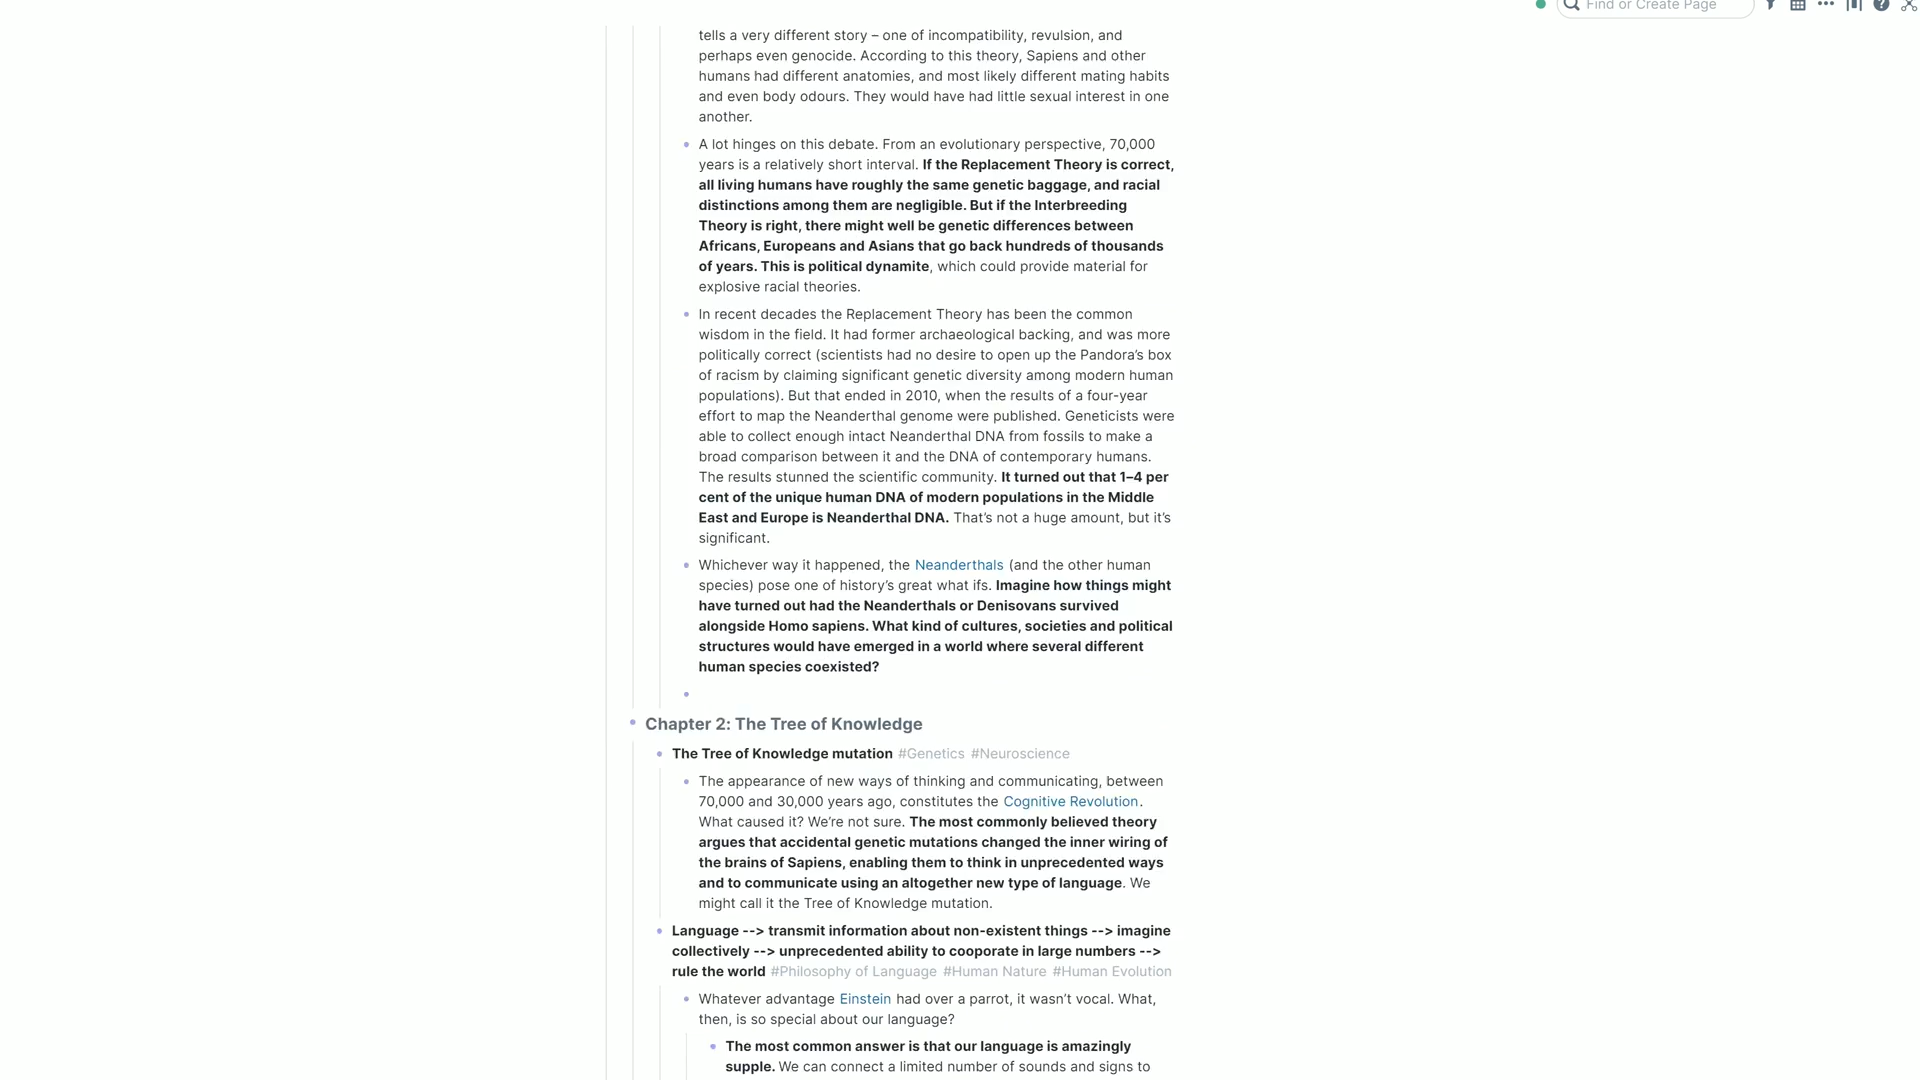 Find or Create Page
tells a very different story – one of incompatibility, revulsion, and
perhaps even genocide. According to this theory, Sapiens and other
humans had different anatomies, and most likely different mating habits
and even body odours. They would have had little sexual interest in one
another.
A lot hinges on this debate. From an evolutionary perspective, 70,000
years is a relatively short interval. If the Replacement Theory is correct,
all living humans have roughly the same genetic baggage, and racial
distinctions among them are negligible. But if the Interbreeding
Theory is right, there might well be genetic differences between
Africans, Europeans and Asians that go back hundreds of thousands
of years. This is political dynamite, which could provide material for
explosive racial theories.
In recent decades the Replacement Theory has been the common
wisdom in the field. It had former archaeological backing, and was more
politically correct (scientists had no desire to open up the Pandora’s box
of racism by claiming significant genetic diversity among modern human
populations). But that ended in 2010, when the results of a four-year
effort to map the Neanderthal genome were published. Geneticists were
able to collect enough intact Neanderthal DNA from fossils to make a
broad comparison between it and the DNA of contemporary humans.
The results stunned the scientific community. It turned out that 1–4 per
cent of the unique human DNA of modern populations in the Middle
East and Europe is Neanderthal DNA. That’s not a huge amount, but it’s
significant.
Whichever way it happened, the Neanderthals (and the other human
species) pose one of history’s great what ifs. Imagine how things might
have turned out had the Neanderthals or Denisovans survived
alongside Homo sapiens. What kind of cultures, societies and political
structures would have emerged in a world where several different
human species coexisted?
Chapter 2: The Tree of Knowledge
The Tree of Knowledge mutation #Genetics #Neuroscience
The appearance of new ways of thinking and communicating, between
70,000 and 30,000 years ago, constitutes the Cognitive Revolution.
What caused it? We’re not sure. The most commonly believed theory
argues that accidental genetic mutations changed the inner wiring of
the brains of Sapiens, enabling them to think in unprecedented ways
and to communicate using an altogether new type of language. We
might call it the Tree of Knowledge mutation.
Language --> transmit information about non-existent things --> imagine
collectively --> unprecedented ability to cooporate in large numbers -->
rule the world #Philosophy of Language #Human Nature #Human Evolution
Whatever advantage Einstein had over a parrot, it wasn’t vocal. What,
then, is so special about our language?
The most common answer is that our language is amazingly
supple. We can connect a limited number of sounds and signs to